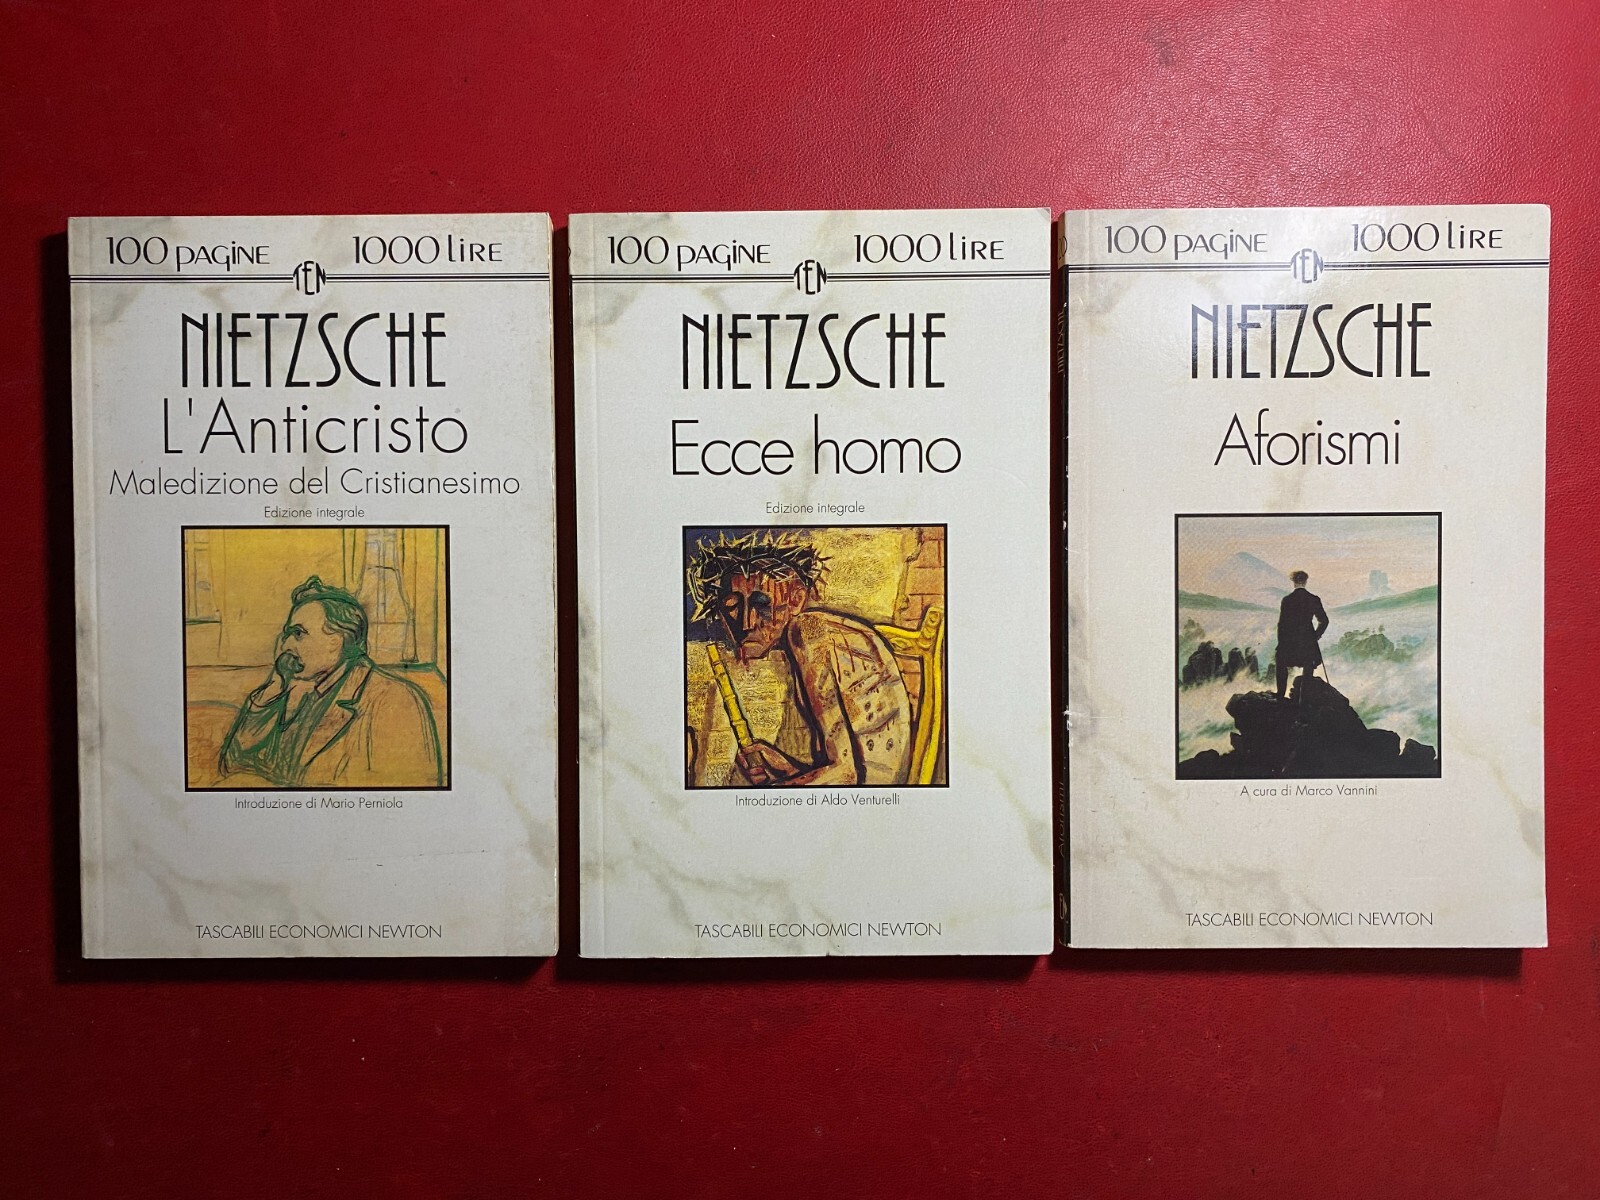 100 pagine 1000 lire
TEN
NIETZSCHE
L'Anticristo
Maledizione del Cristianesimo
Edizione integrale
Introduzione di Mario Perniola
TASCABILI ECONOMICI NEWTON
100 pagine 1000 lire
TEN
NIETZSCHE
Ecce homo
Edizione integrale
Introduzione di Aldo Venturelli
TASCABILI ECONOMICI NEWTON
100 pagine 1000 lire
TEN
NIETZSCHE
Aforismi
A cura di Marco Vannini
TASCABILI ECONOMICI NEWTON
NIETZSCHE
Aforismi